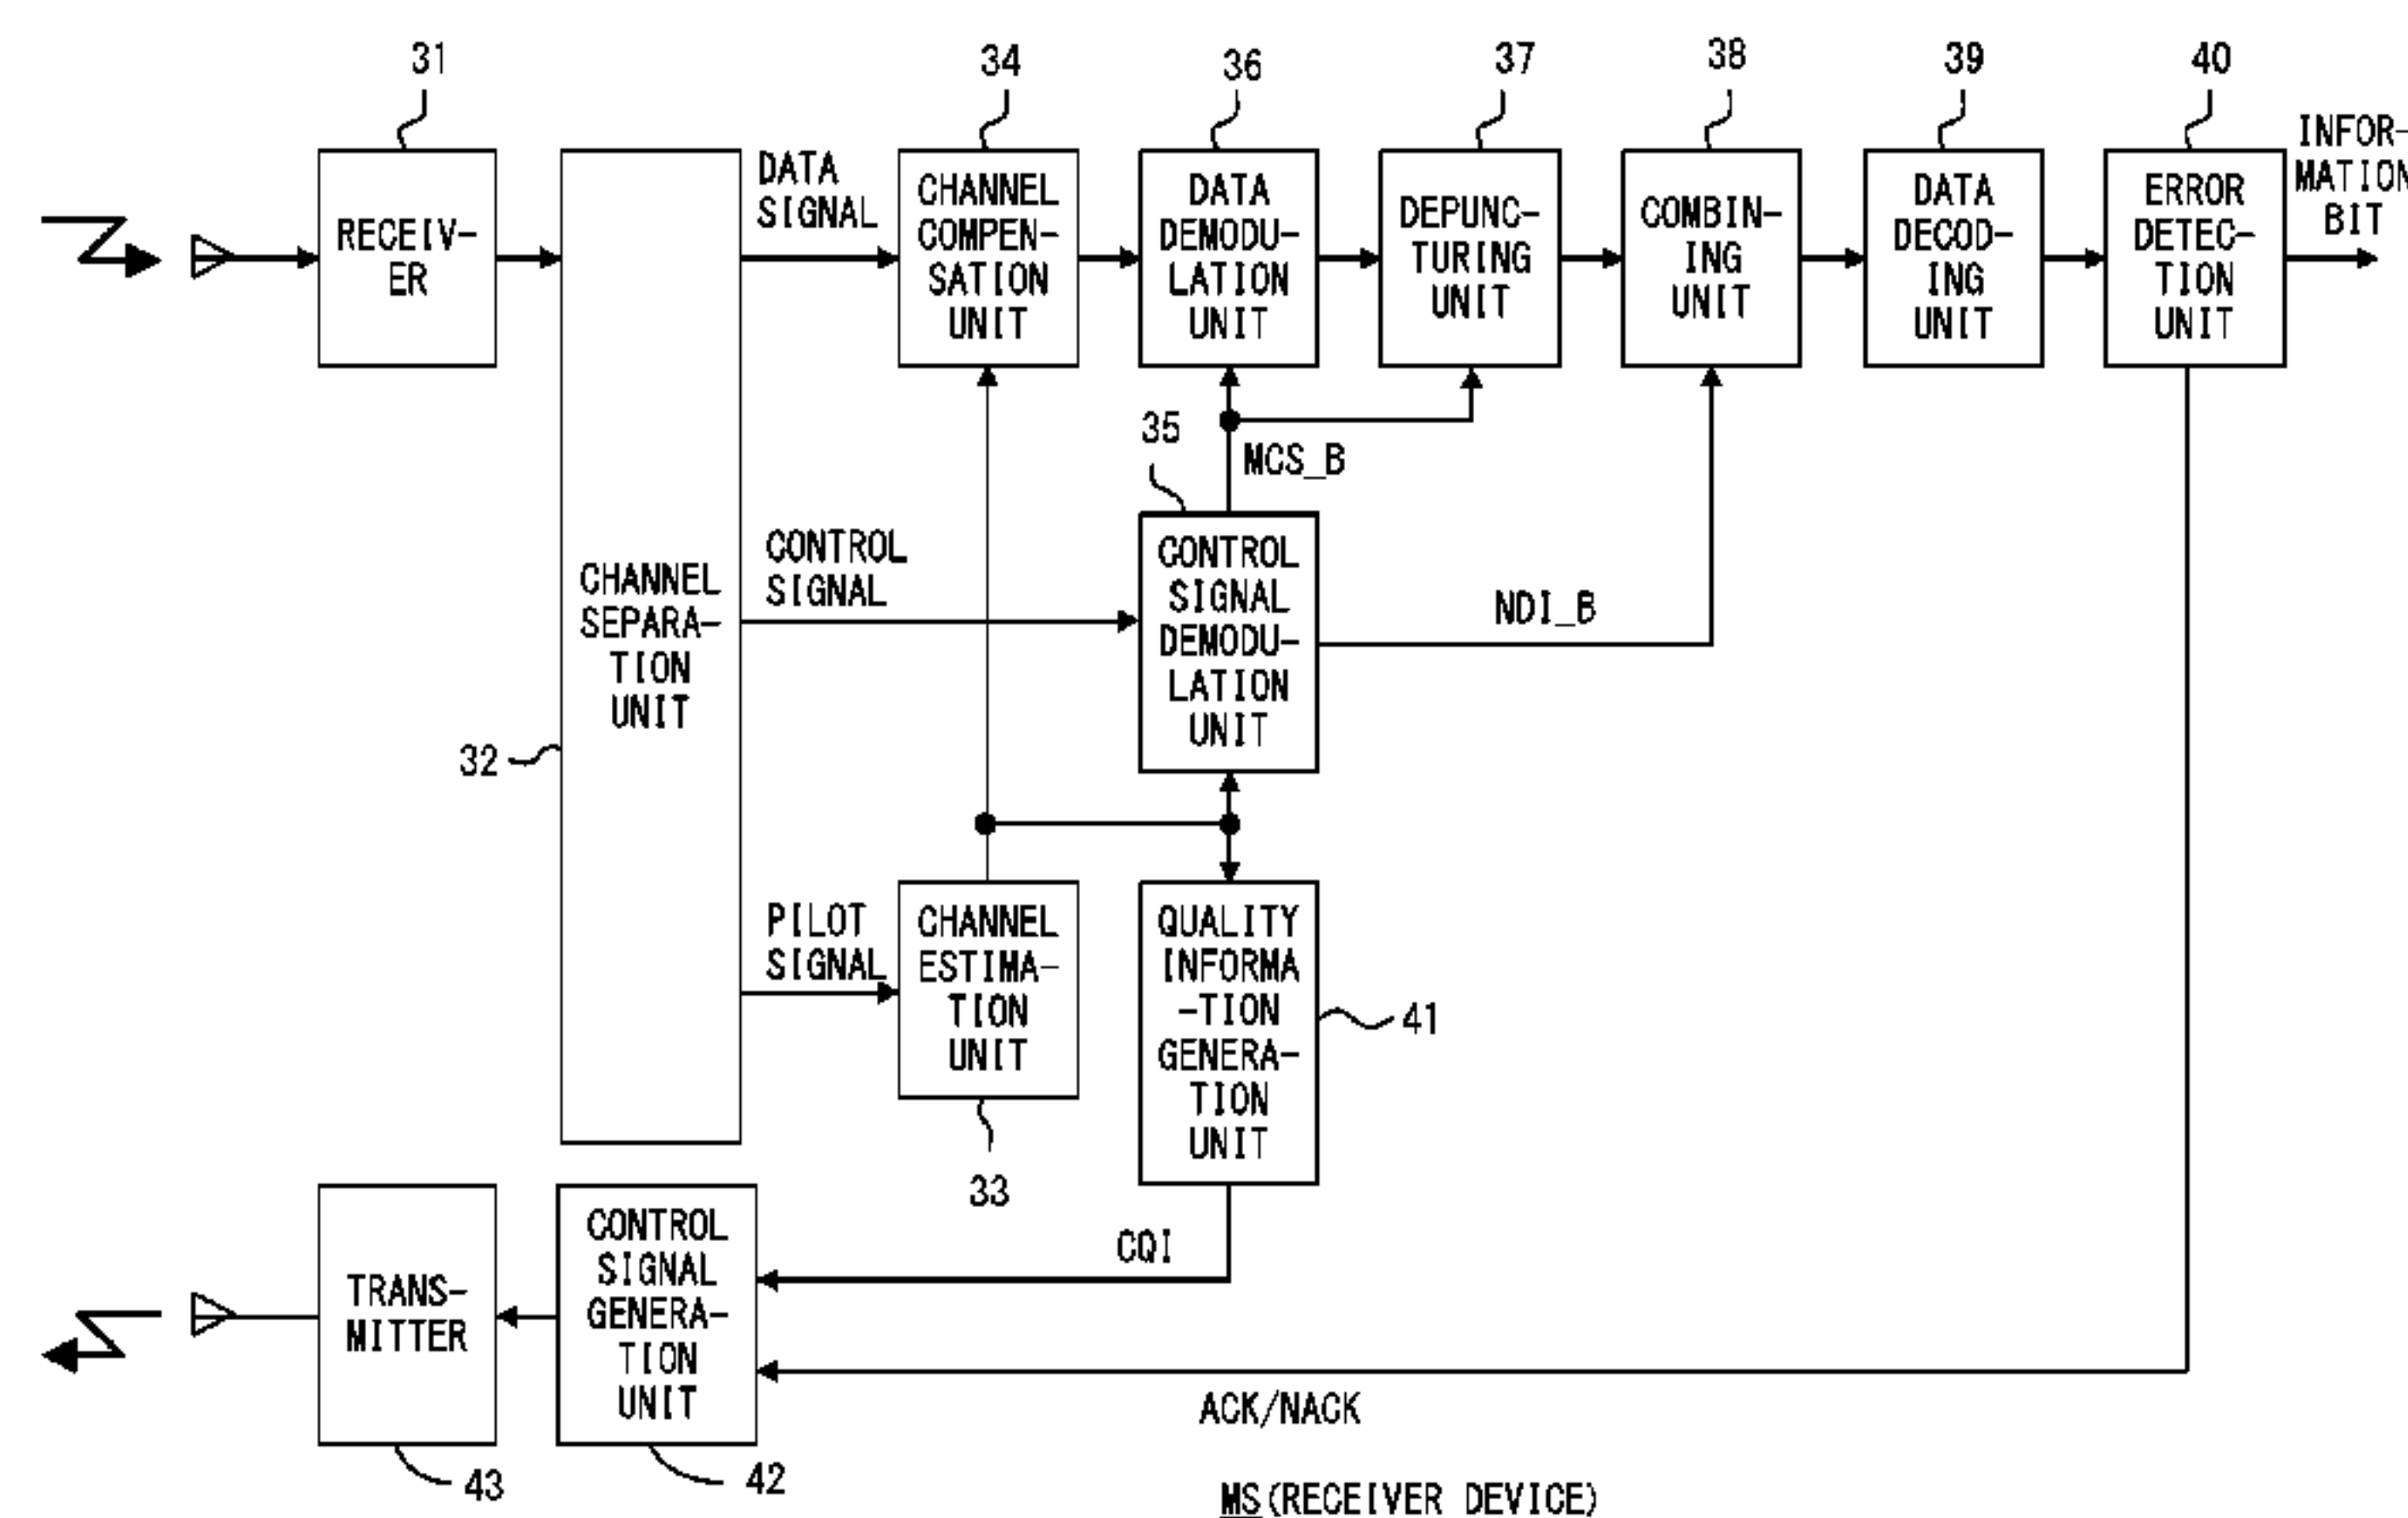 31
34
36
37
38
39
40
RECEIV-
ER
DATA
SIGNAL
CHANNEL
COMPEN-
SATION
UNIT
DATA
DEMODU-
LATION
UNIT
DEPUNC-
TURING
UNIT
COMBIN-
ING
UNIT
DATA
DECOD-
ING
UNIT
ERROR
DETEC-
TION
UNIT
INFOR-
MATION
BIT
35
MCS_B
CHANNEL
SEPARA-
TION
UNIT
32
CONTROL
SIGNAL
CONTROL
SIGNAL
DEMODU-
LATION
UNIT
NDI_B
PILOT
SIGNAL
CHANNEL
ESTIMA-
TION
UNIT
33
QUALITY
INFORMA
-TION
GENERA-
TION
UNIT
41
TRANS-
MITTER
43
CONTROL
SIGNAL
GENERA-
TION
UNIT
42
CQI
ACK/NACK
MS(RECEIVER DEVICE)